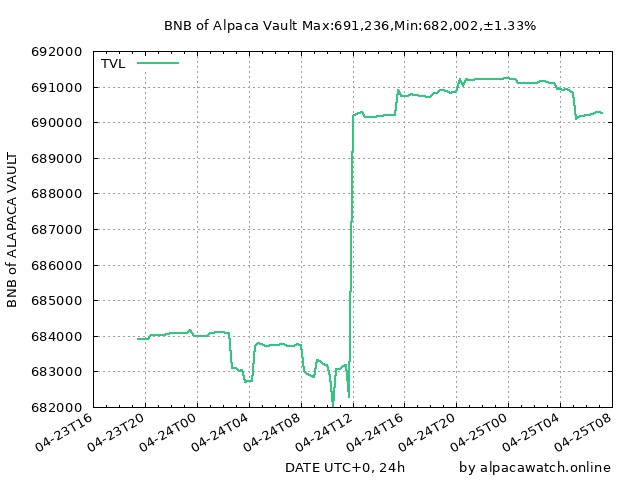 BNB of Alpaca Vault Max:691,236,Min:682,002,±1.33%
TVL
692000
691000
690000
689000
688000
687000
686000
685000
684000
683000
682000
BNB of ALAPACA VAULT
04-23T16
04-23T20
04-24T00
04-24T04
04-24T08
04-24T12
04-24T16
04-24T20
04-25T00
04-25T04
04-25T08
DATE UTC+0, 24h
by alpacawatch.online